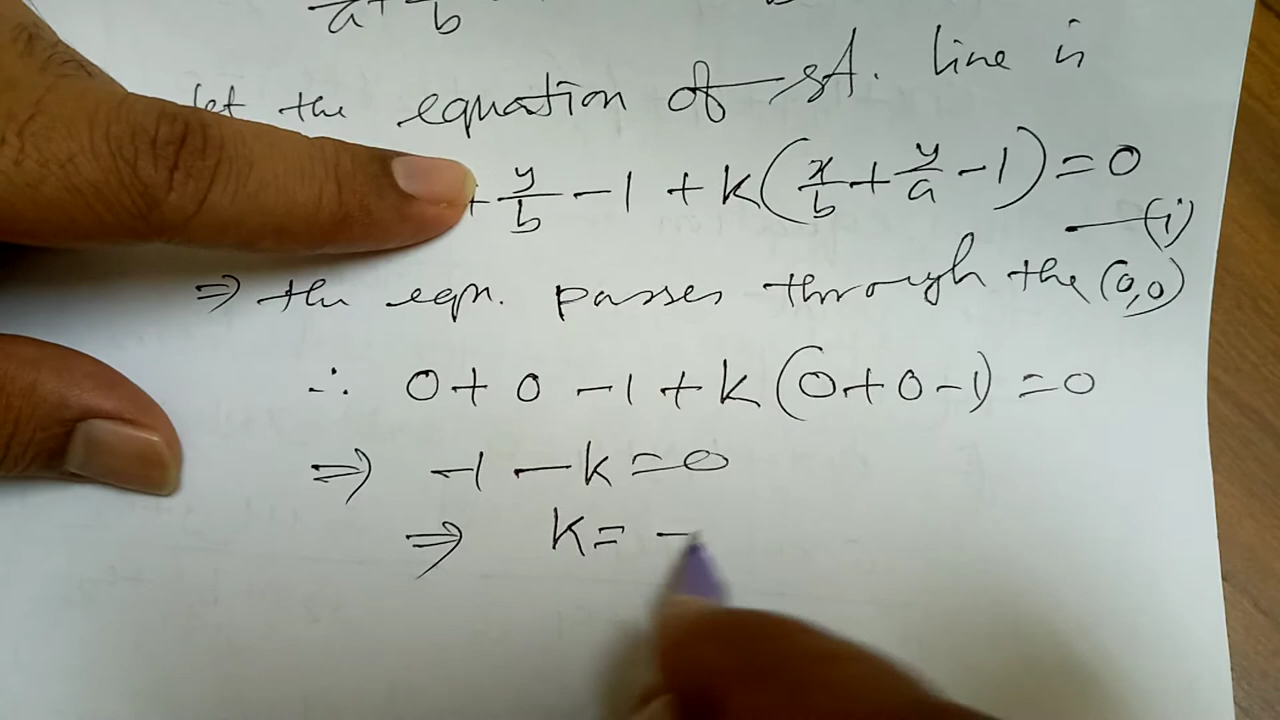 a + b b
let the equation of st. line is
+ y/b - 1 + k(x/b + y/a - 1) = 0
(i)
⇒ the eqn. passes through the (0,0)
∴ 0 + 0 - 1 + k(0 + 0 - 1) = 0
⇒ -1 - k = 0
⇒ k = -